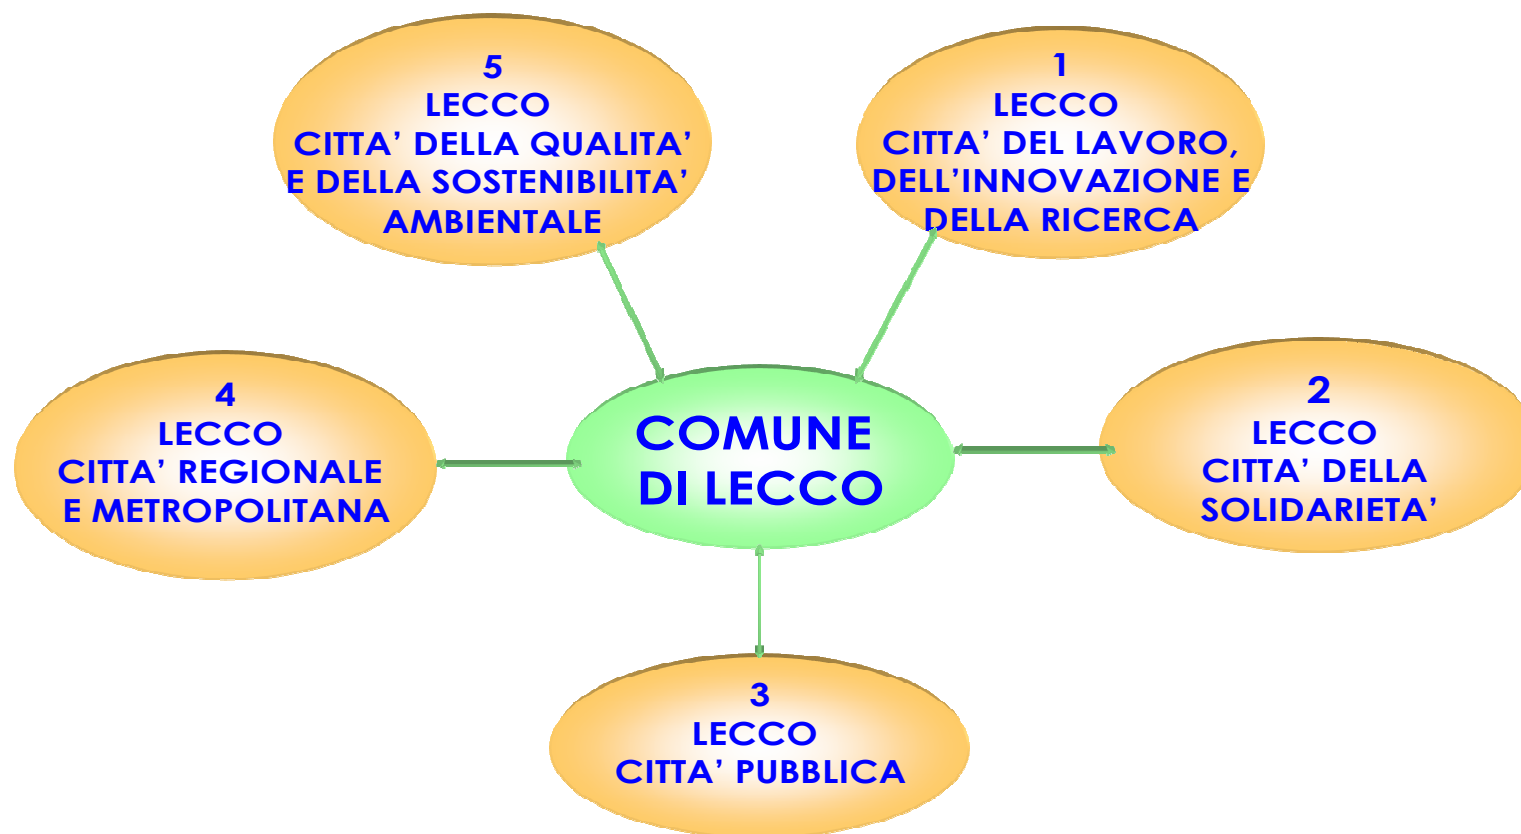 5
LECCO
CITTA’ DELLA QUALITA’
E DELLA SOSTENIBILITA’
AMBIENTALE
1
LECCO
CITTA’ DEL LAVORO,
DELL’INNOVAZIONE E
DELLA RICERCA
4
LECCO
CITTA’ REGIONALE
E METROPOLITANA
COMUNE
DI LECCO
2
LECCO
CITTA’ DELLA
SOLIDARIETA’
3
LECCO
CITTA’ PUBBLICA